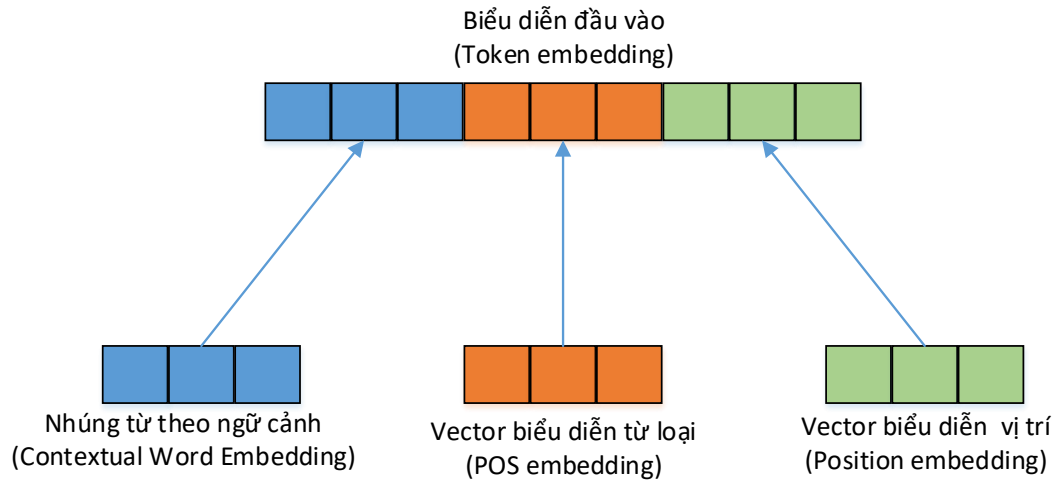 Biểu diễn đầu vào
(Token embedding)
Nhúng từ theo ngữ cảnh
(Contextual Word Embedding)
Vector biểu diễn từ loại
(POS embedding)
Vector biểu diễn vị trí
(Position embedding)